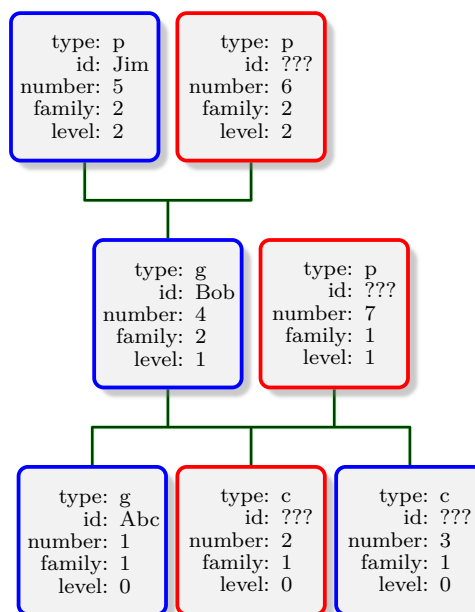 type: p
id: Jim
number: 5
family: 2
level: 2
type: p
id: ???
number: 6
family: 2
level: 2
type: g
id: Bob
number: 4
family: 2
level: 1
type: p
id: ???
number: 7
family: 1
level: 1
type: g
id: Abc
number: 1
family: 1
level: 0
type: c
id: ???
number: 2
family: 1
level: 0
type: c
id: ???
number: 3
family: 1
level: 0